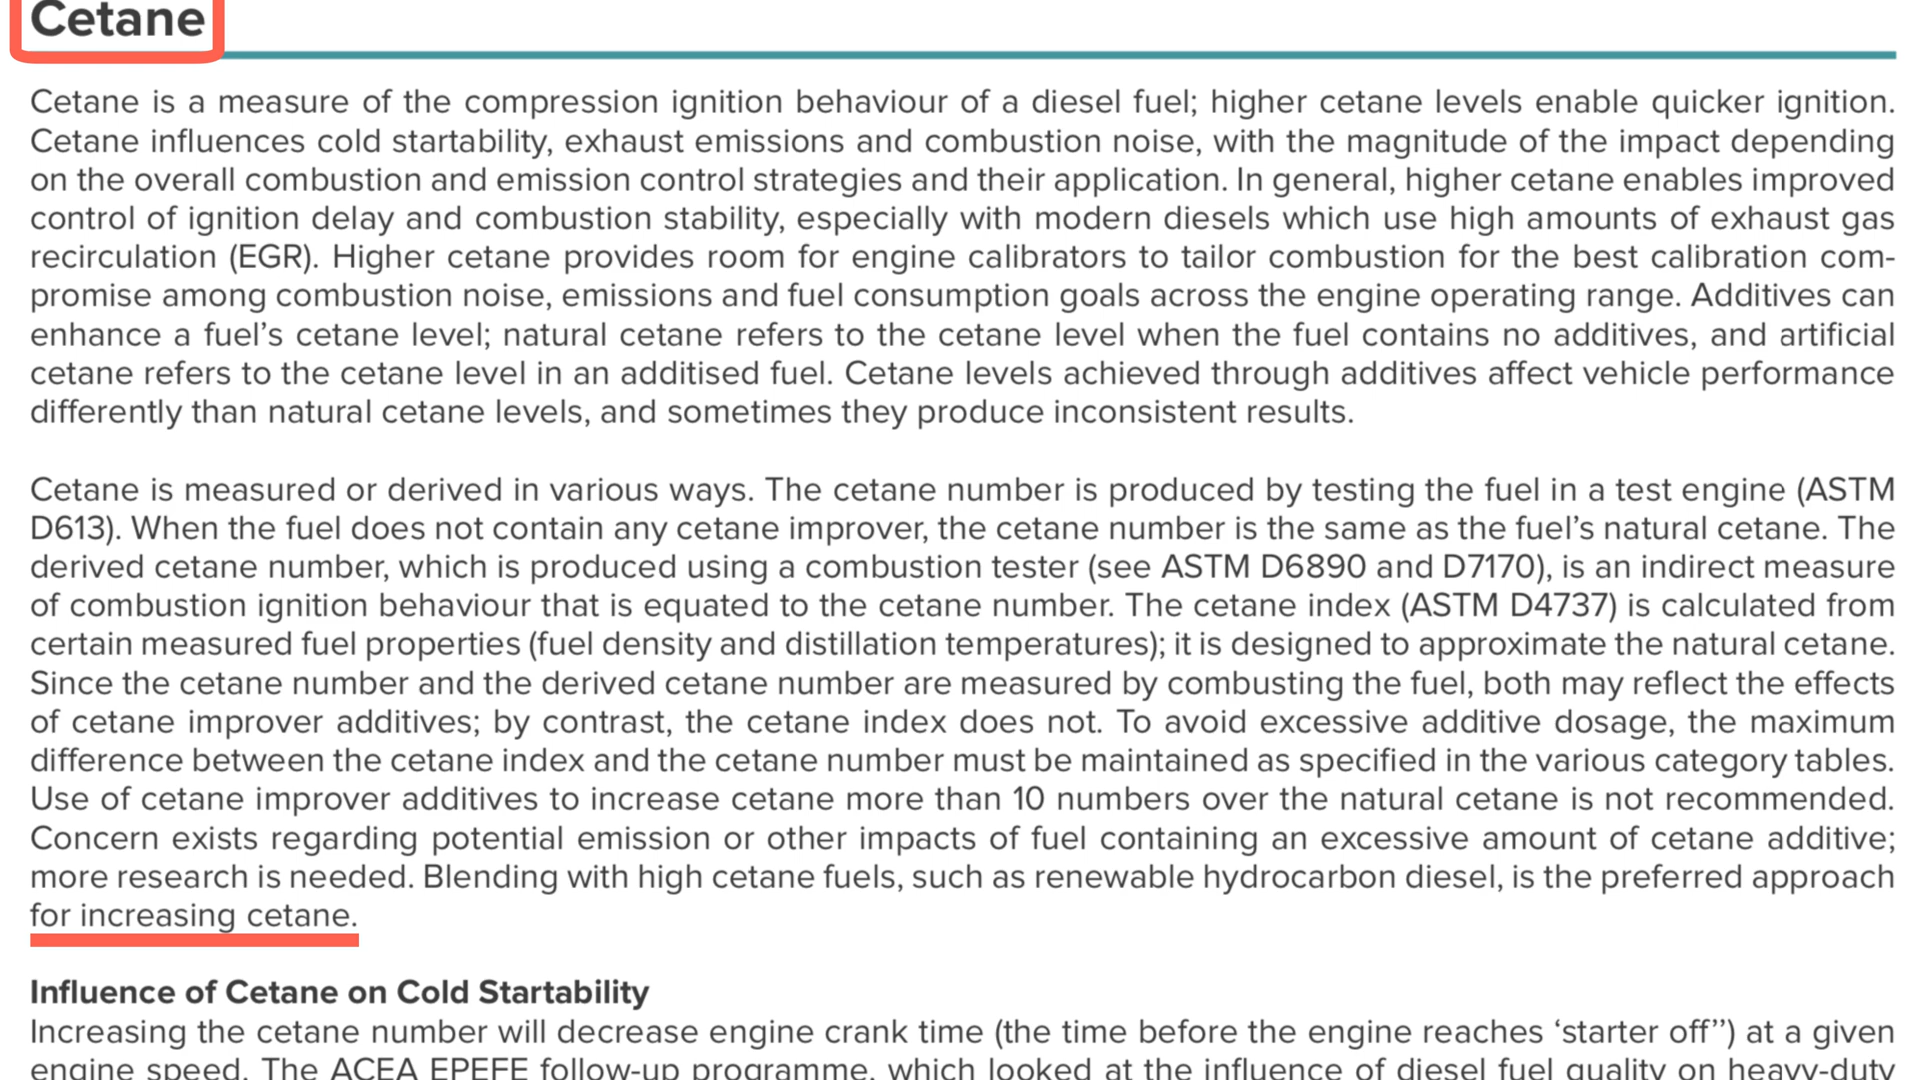 Cetane
Cetane is a measure of the compression ignition behaviour of a diesel fuel; higher cetane levels enable quicker ignition.
Cetane influences cold startability, exhaust emissions and combustion noise, with the magnitude of the impact depending
on the overall combustion and emission control strategies and their application. In general, higher cetane enables improved
control of ignition delay and combustion stability, especially with modern diesels which use high amounts of exhaust gas
recirculation (EGR). Higher cetane provides room for engine calibrators to tailor combustion for the best calibration com-
promise among combustion noise, emissions and fuel consumption goals across the engine operating range. Additives can
enhance a fuel’s cetane level; natural cetane refers to the cetane level when the fuel contains no additives, and artificial
cetane refers to the cetane level in an additised fuel. Cetane levels achieved through additives affect vehicle performance
differently than natural cetane levels, and sometimes they produce inconsistent results.
Cetane is measured or derived in various ways. The cetane number is produced by testing the fuel in a test engine (ASTM
D613). When the fuel does not contain any cetane improver, the cetane number is the same as the fuel’s natural cetane. The
derived cetane number, which is produced using a combustion tester (see ASTM D6890 and D7170), is an indirect measure
of combustion ignition behaviour that is equated to the cetane number. The cetane index (ASTM D4737) is calculated from
certain measured fuel properties (fuel density and distillation temperatures); it is designed to approximate the natural cetane.
Since the cetane number and the derived cetane number are measured by combusting the fuel, both may reflect the effects
of cetane improver additives; by contrast, the cetane index does not. To avoid excessive additive dosage, the maximum
difference between the cetane index and the cetane number must be maintained as specified in the various category tables.
Use of cetane improver additives to increase cetane more than 10 numbers over the natural cetane is not recommended.
Concern exists regarding potential emission or other impacts of fuel containing an excessive amount of cetane additive;
more research is needed. Blending with high cetane fuels, such as renewable hydrocarbon diesel, is the preferred approach
for increasing cetane.
Influence of Cetane on Cold Startability
Increasing the cetane number will decrease engine crank time (the time before the engine reaches ‘starter off’’) at a given
engine speed. The ACEA EPEFE follow-up programme, which looked at the influence of diesel fuel quality on heavy-duty